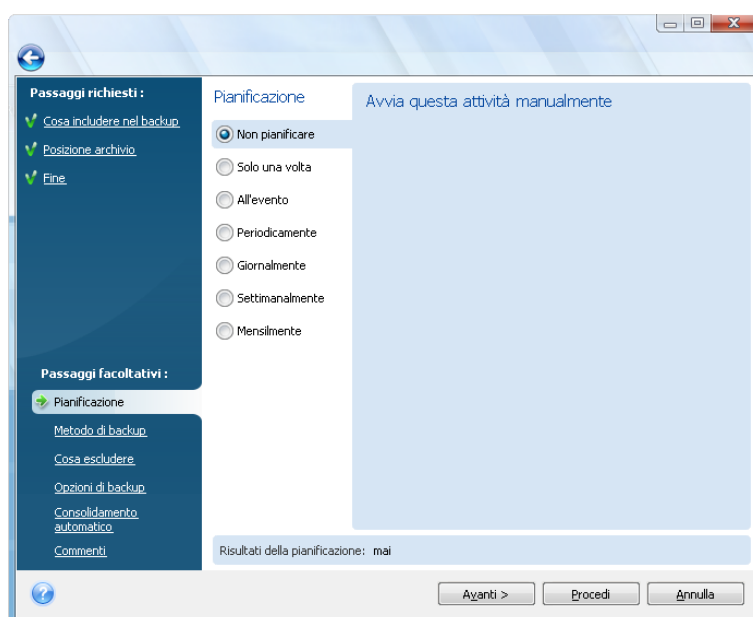 Passaggi richiesti :
Cosa includere nel backup
Posizione archivio
Fine
Passaggi facoltativi :
Pianificazione
Metodo di backup
Cosa escludere
Opzioni di backup
Consolidamento
automatico
Commenti
Pianificazione
Non pianificare
Solo una volta
All'evento
Periodicamente
Giornalmente
Settimanalmente
Mensilmente
Avvia questa attività manualmente
Risultati della pianificazione: mai
Avanti >
Procedi
Annulla